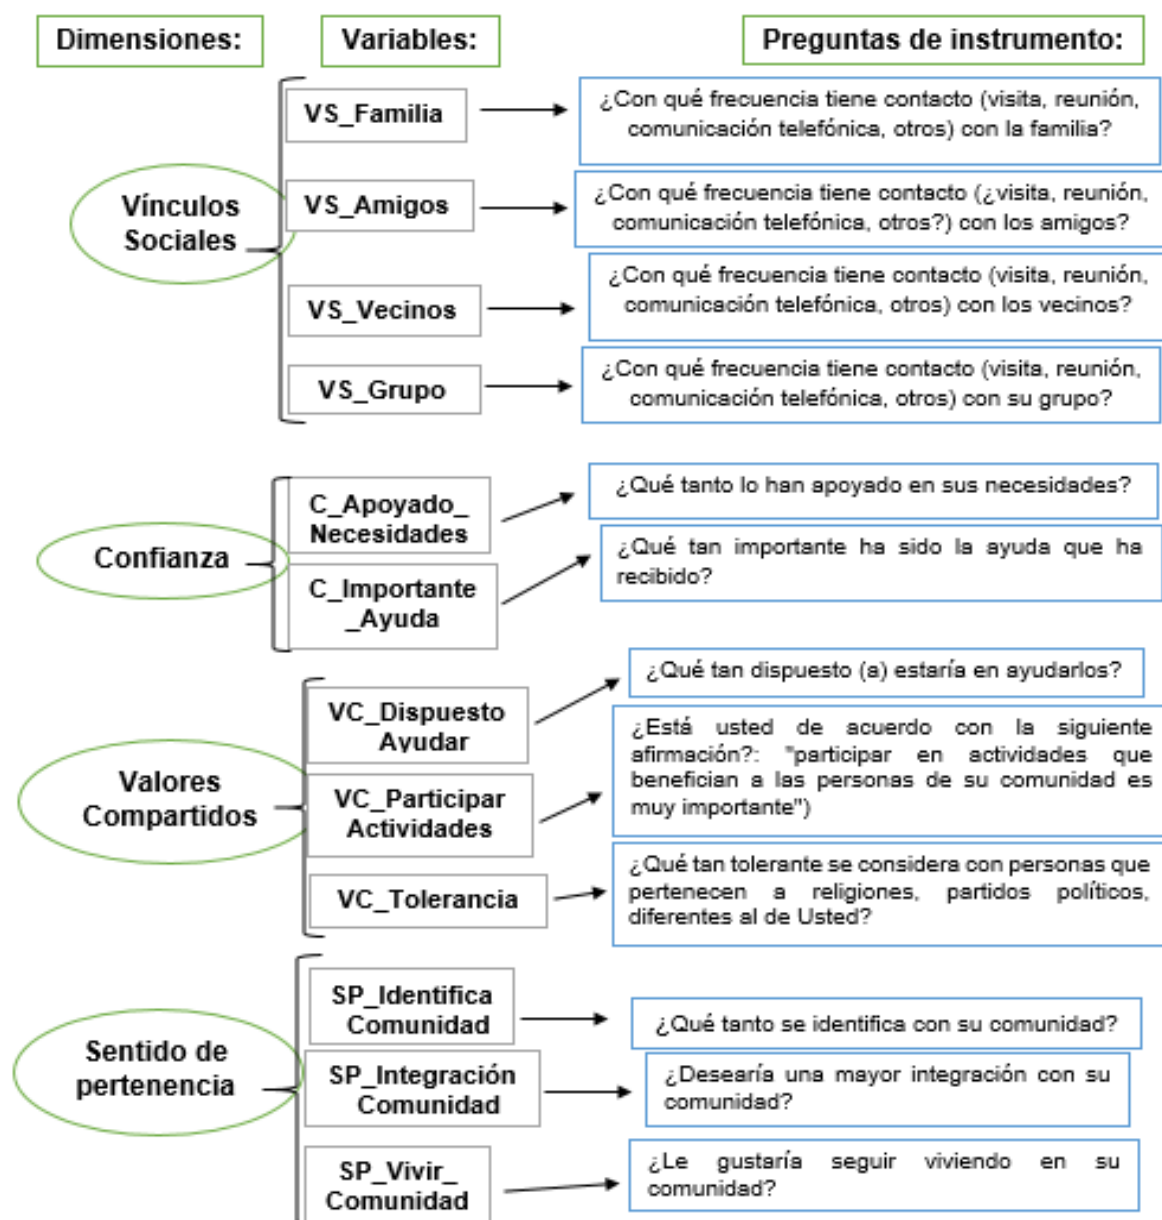 Dimensiones:
Variables:
Preguntas de instrumento:
Vínculos
Sociales
VS_Familia
¿Con qué frecuencia tiene contacto (visita, reunión,
comunicación telefónica, otros) con la familia?
VS_Amigos
¿Con qué frecuencia tiene contacto (¿visita, reunión,
comunicación telefónica, otros?) con los amigos?
VS_Vecinos
¿Con qué frecuencia tiene contacto (visita, reunión,
comunicación telefónica, otros) con los vecinos?
VS_Grupo
¿Con qué frecuencia tiene contacto (visita, reunión,
comunicación telefónica, otros) con su grupo?
Confianza
C_Apoyado_
Necesidades
¿Qué tanto lo han apoyado en sus necesidades?
C_Importante
_Ayuda
¿Qué tan importante ha sido la ayuda que ha
recibido?
Valores
Compartidos
VC_Dispuesto
Ayudar
¿Qué tan dispuesto (a) estaría en ayudarlos?
VC_Participar
Actividades
¿Está usted de acuerdo con la siguiente
afirmación?: "participar en actividades que
benefician a las personas de su comunidad es
muy importante")
VC_Tolerancia
¿Qué tan tolerante se considera con personas que
pertenecen a religiones, partidos políticos,
diferentes al de Usted?
Sentido de
pertenencia
SP_Identifica
Comunidad
¿Qué tanto se identifica con su comunidad?
SP_Integración
Comunidad
¿Desearía una mayor integración con su
comunidad?
SP_Vivir_
Comunidad
¿Le gustaría seguir viviendo en su
comunidad?